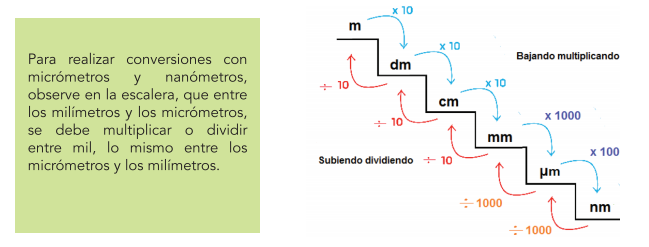 Para realizar conversiones con
micrómetros y nanómetros,
observe en la escalera, que entre
los milímetros y los micrómetros,
se debe multiplicar o dividir
entre mil, lo mismo entre los
micrómetros y los milímetros.
m
x 10
dm
x 10
Bajando multiplicando
÷ 10
cm
x 10
÷ 10
mm
x 1000
Subiendo dividiendo
÷ 10
µm
x 100
÷ 1000
nm
÷ 1000